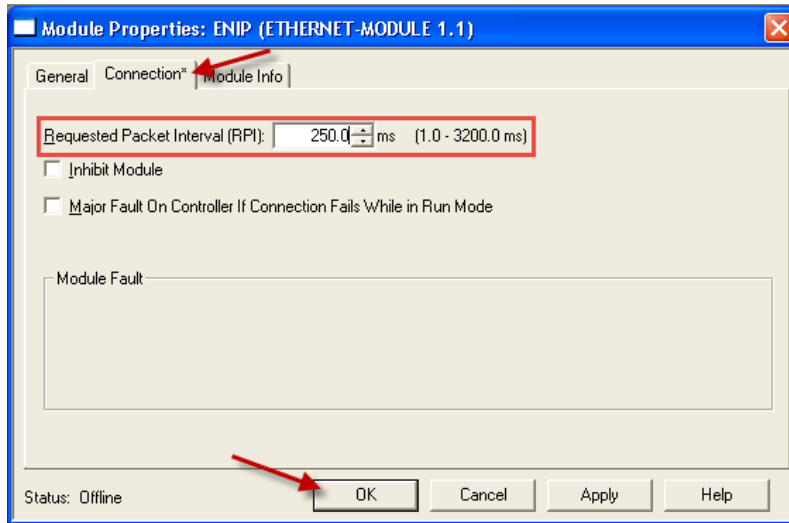 Module Properties: ENIP (ETHERNET-MODULE 1.1)
General Connection* Module Info
Requested Packet Interval (RPI): 250.0 ms (1.0 - 3200.0 ms)
Inhibit Module
Major Fault On Controller If Connection Fails While in Run Mode
Module Fault
Status: Offline OK Cancel Apply Help